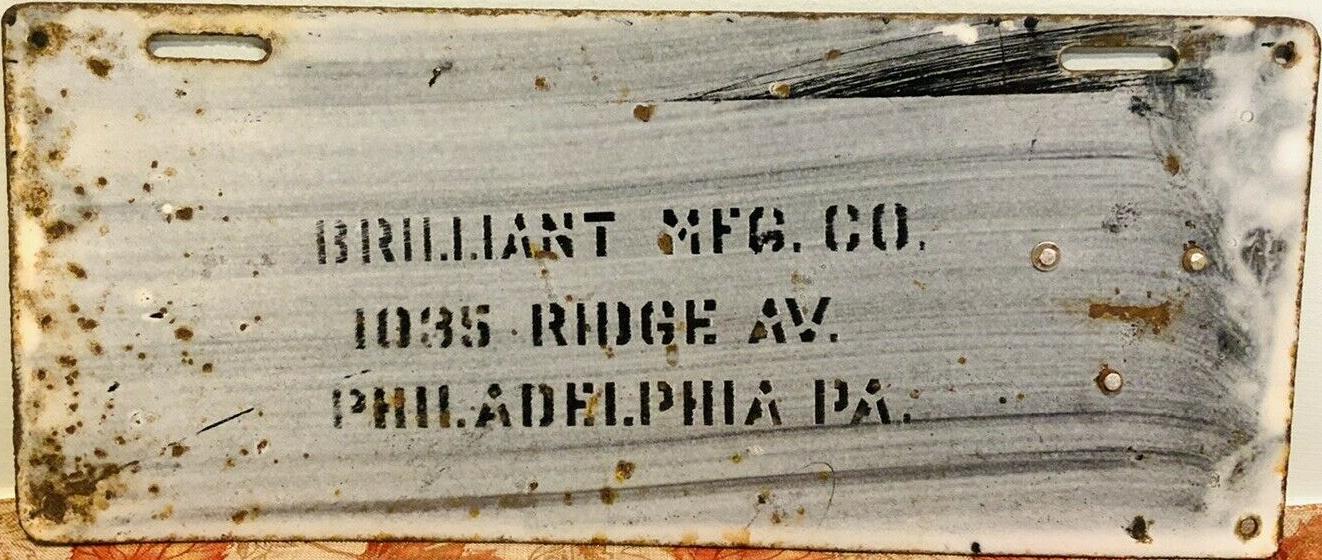 BRILLIANT MFG. CO.
1035 RIDGE AV.
PHILADELPHIA PA.